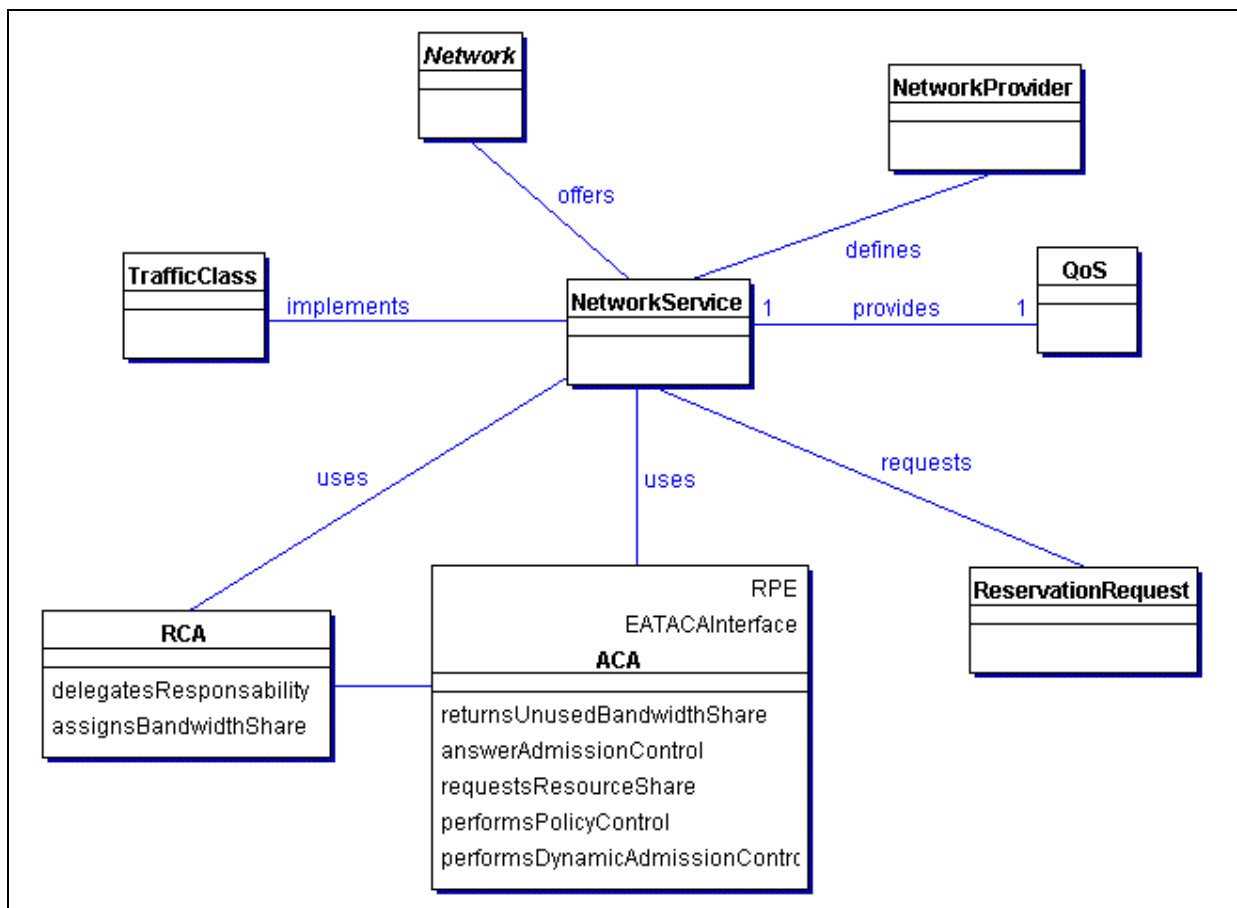 Network
NetworkProvider
offers
defines
TrafficClass
QoS
implements
NetworkService
1
provides
1
uses
uses
requests
RPE
EATACAInterface
ACA
ReservationRequest
RCA
delegatesResponsability
assignsBandwidthShare
returnsUnusedBandwidthShare
answerAdmissionControl
requestsResourceShare
performsPolicyControl
performsDynamicAdmissionContro